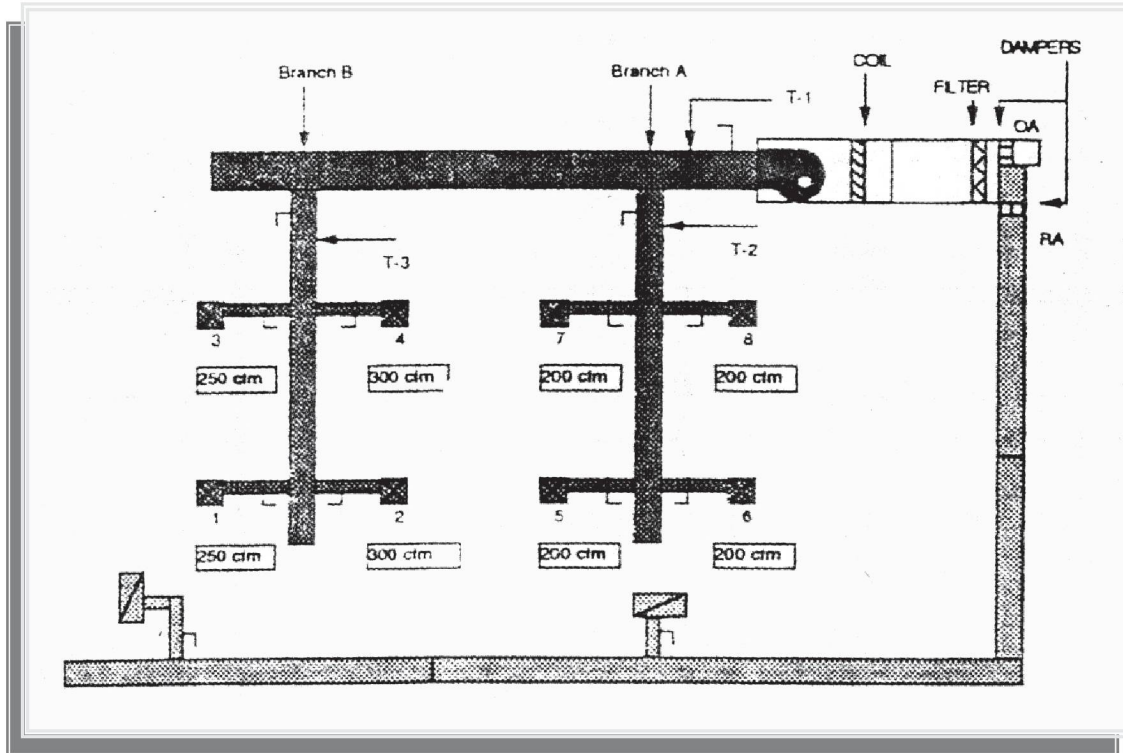 DAMPERS
COIL
Branch B
Branch A
FILTER
T-1
OA
RA
T-3
T-2
3
4
7
8
250 cfm
300 cfm
200 cfm
200 cfm
1
2
5
6
250 cfm
300 cfm
200 cfm
200 cfm